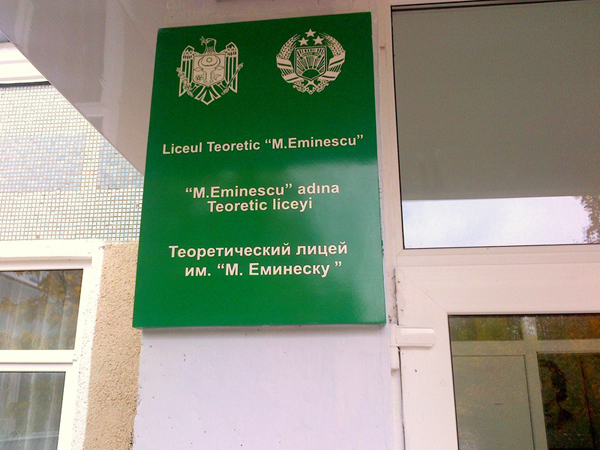 Liceul Teoretic “M.Eminescu”
“M.Eminescu” adına
Teoretic liceyi
Теоретический лицей
им. “М. Еминеску ”